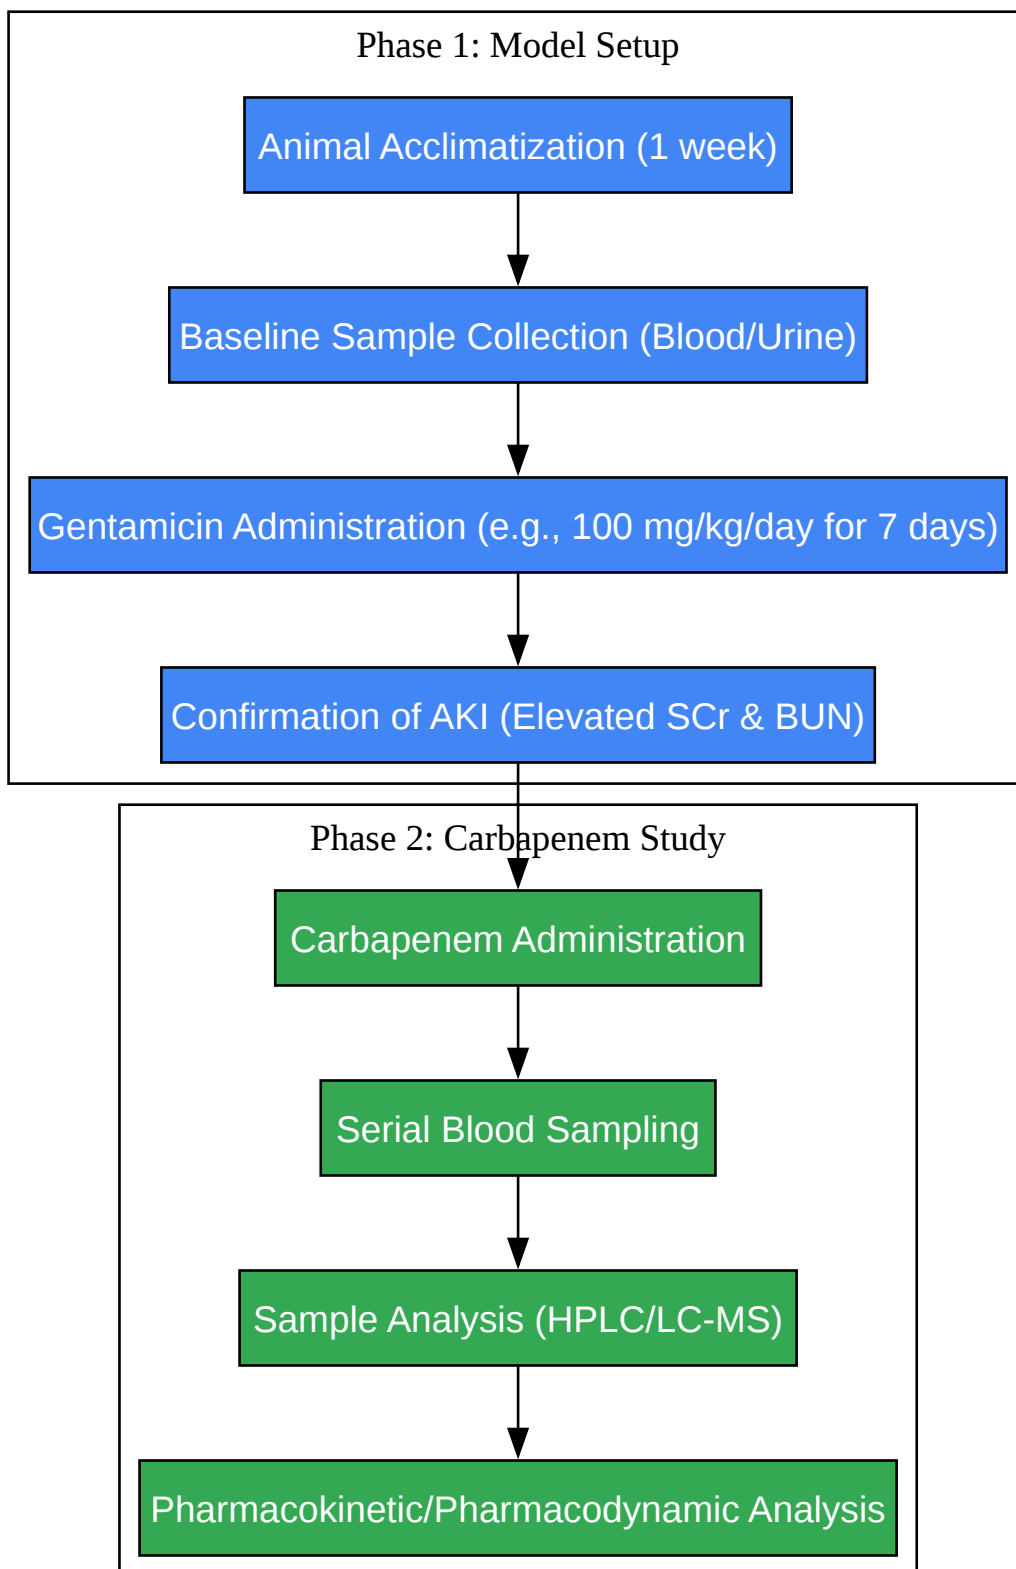 Phase 1: Model Setup
Animal Acclimatization (1 week)
Baseline Sample Collection (Blood/Urine)
Gentamicin Administration (e.g., 100 mg/kg/day for 7 days)
Confirmation of AKI (Elevated SCr & BUN)
Phase 2: Carbapenem Study
Carbapenem Administration
Serial Blood Sampling
Sample Analysis (HPLC/LC-MS)
Pharmacokinetic/Pharmacodynamic Analysis